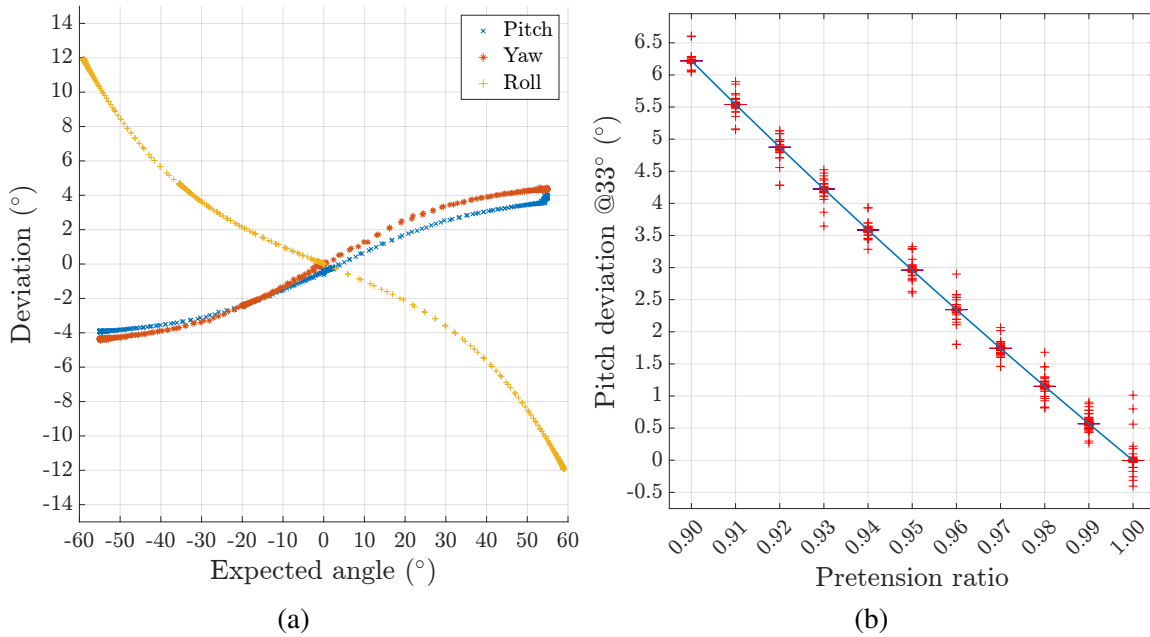 14
12
10
8
6
4
2
0
-2
-4
-6
-8
-10
-12
-14
Deviation (°)
-60 -50 -40 -30 -20 -10 0 10 20 30 40 50 60
Expected angle (°)
Pitch
Yaw
Roll
(a)
6.5
6
5.5
5
4.5
4
3.5
3
2.5
2
1.5
1
0.5
0
-0.5
Pitch deviation @33° (°)
0.90 0.91 0.92 0.93 0.94 0.95 0.96 0.97 0.98 0.99 1.00
Pretension ratio
(b)